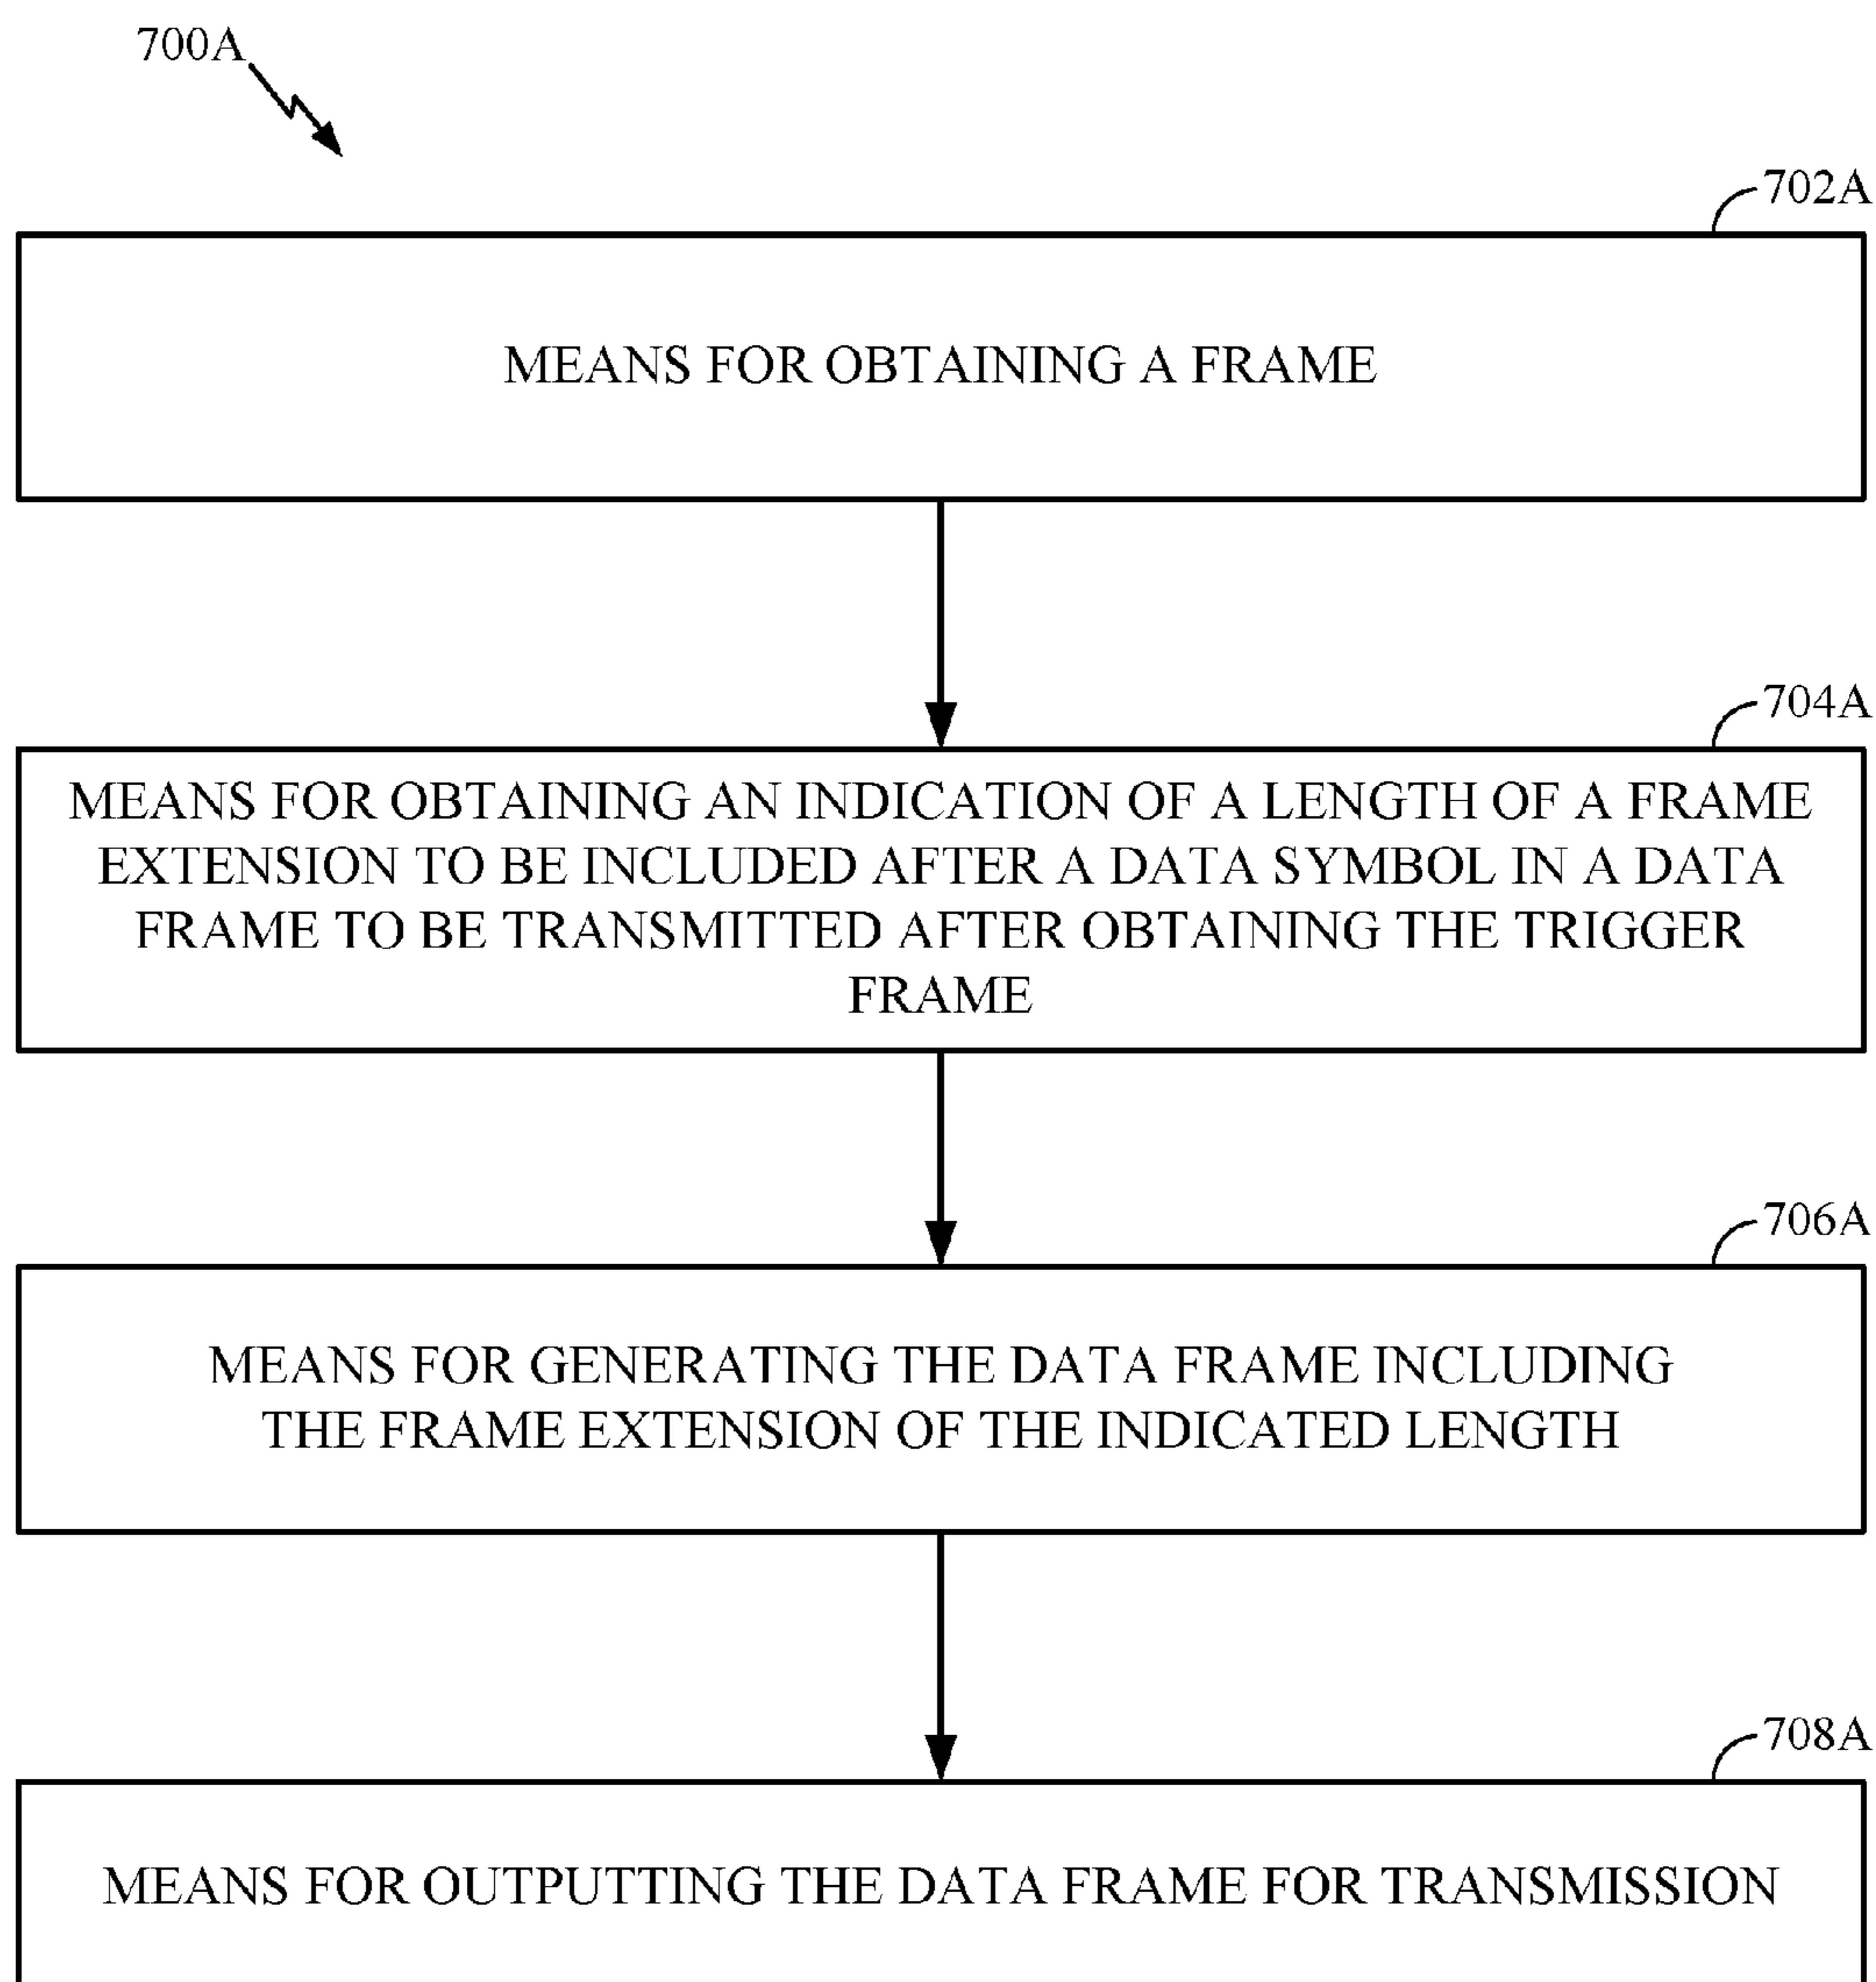 700A
702A
MEANS FOR OBTAINING A FRAME
704A
MEANS FOR OBTAINING AN INDICATION OF A LENGTH OF A FRAME
EXTENSION TO BE INCLUDED AFTER A DATA SYMBOL IN A DATA
FRAME TO BE TRANSMITTED AFTER OBTAINING THE TRIGGER
FRAME
706A
MEANS FOR GENERATING THE DATA FRAME INCLUDING
THE FRAME EXTENSION OF THE INDICATED LENGTH
708A
MEANS FOR OUTPUTTING THE DATA FRAME FOR TRANSMISSION